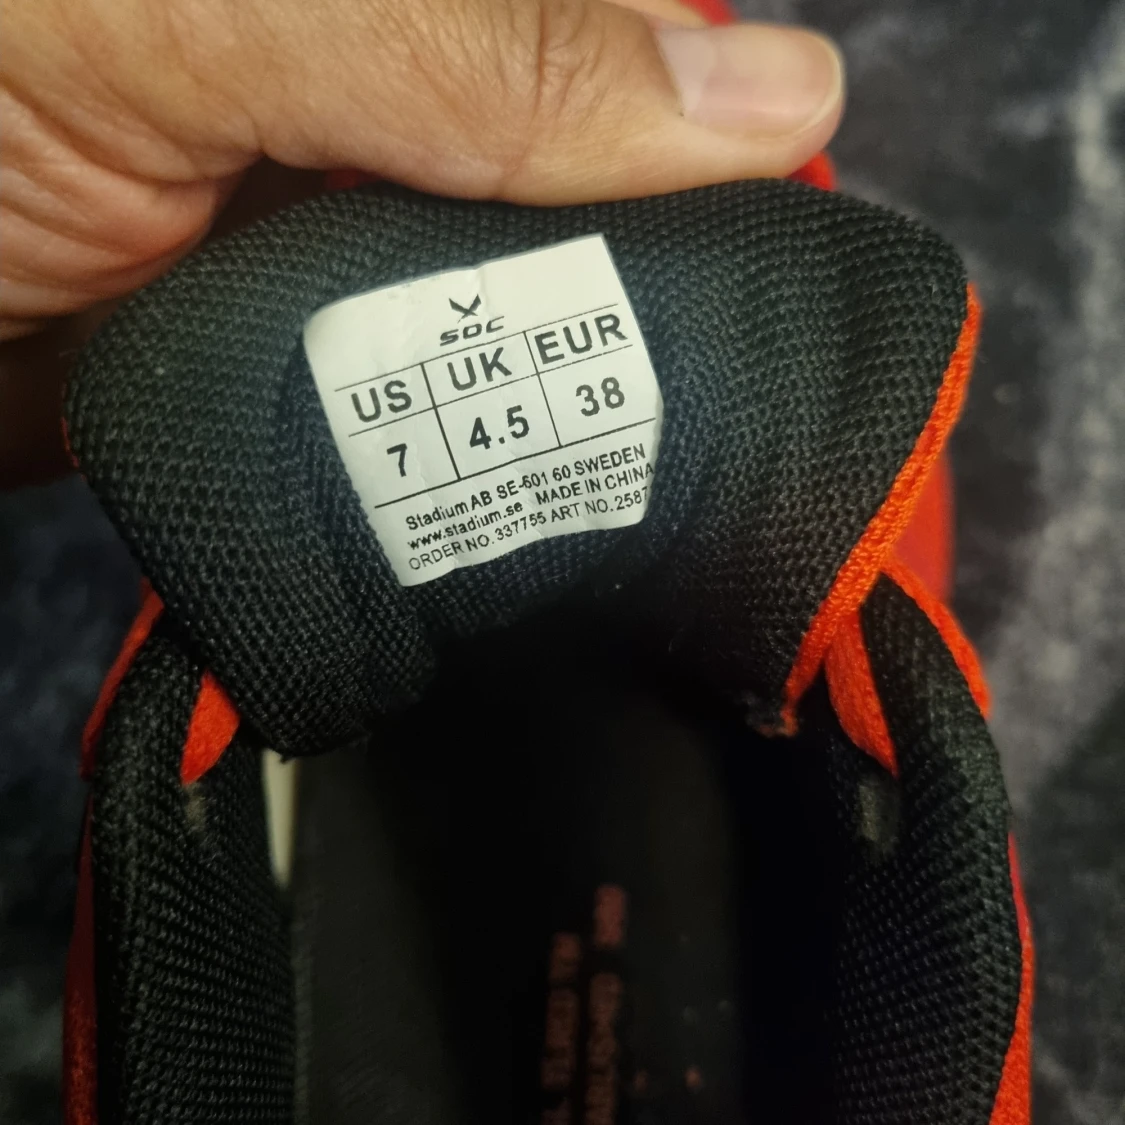 SOC
US UK EUR
7 4.5 38
Stadium AB SE-601 60 SWEDEN
www.stadium.se MADE IN CHINA
ORDER NO.337755 ART NO.2587